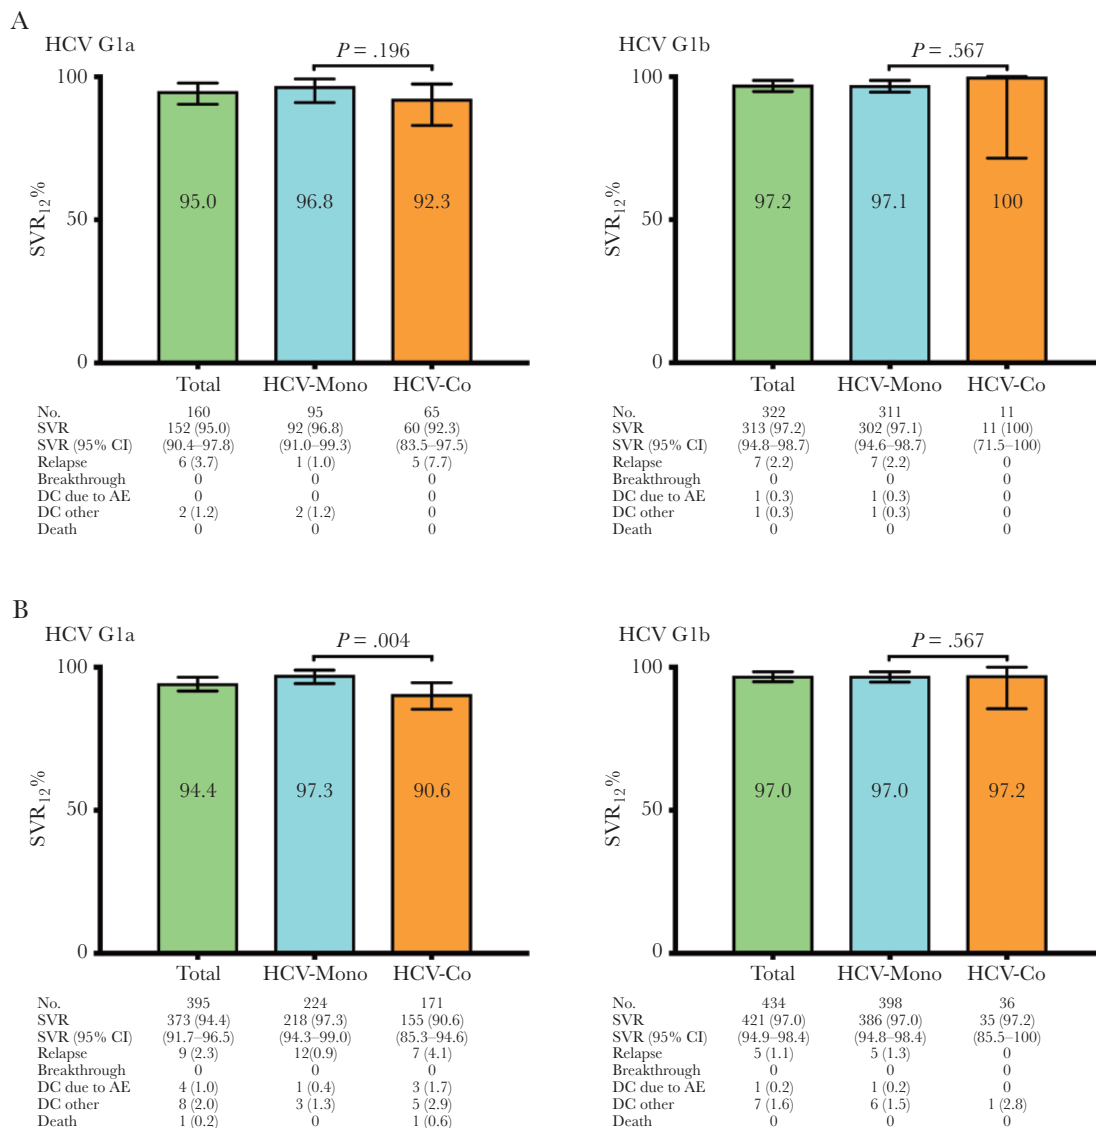 A
HCV G1a
P = .196
100
50
0
SVR12%
95.0
96.8
92.3
Total HCV-Mono HCV-Co
No. 160 95 65
SVR 152 (95.0) 92 (96.8) 60 (92.3)
SVR (95% CI) (90.4–97.8) (91.0–99.3) (83.5–97.5)
Relapse 6 (3.7) 1 (1.0) 5 (7.7)
Breakthrough 0 0 0
DC due to AE 0 0 0
DC other 2 (1.2) 2 (1.2) 0
Death 0 0 0
HCV G1b
P = .567
100
50
0
SVR12%
97.2
97.1
100
Total HCV-Mono HCV-Co
No. 322 311 11
SVR 313 (97.2) 302 (97.1) 11 (100)
SVR (95% CI) (94.8–98.7) (94.6–98.7) (71.5–100)
Relapse 7 (2.2) 7 (2.2) 0
Breakthrough 0 0 0
DC due to AE 1 (0.3) 1 (0.3) 0
DC other 1 (0.3) 1 (0.3) 0
Death 0 0 0
B
HCV G1a
P = .004
100
50
0
SVR12%
94.4
97.3
90.6
Total HCV-Mono HCV-Co
No. 395 224 171
SVR 373 (94.4) 218 (97.3) 155 (90.6)
SVR (95% CI) (91.7–96.5) (94.3–99.0) (85.3–94.6)
Relapse 9 (2.3) 12(0.9) 7 (4.1)
Breakthrough 0 0 0
DC due to AE 4 (1.0) 1 (0.4) 3 (1.7)
DC other 8 (2.0) 3 (1.3) 5 (2.9)
Death 1 (0.2) 0 1 (0.6)
HCV G1b
P = .567
100
50
0
SVR12%
97.0
97.0
97.2
Total HCV-Mono HCV-Co
No. 434 398 36
SVR 421 (97.0) 386 (97.0) 35 (97.2)
SVR (95% CI) (94.9–98.4) (94.8–98.4) (85.5–100)
Relapse 5 (1.1) 5 (1.3) 0
Breakthrough 0 0 0
DC due to AE 1 (0.2) 1 (0.2) 0
DC other 7 (1.6) 6 (1.5) 1 (2.8)
Death 0 0 0